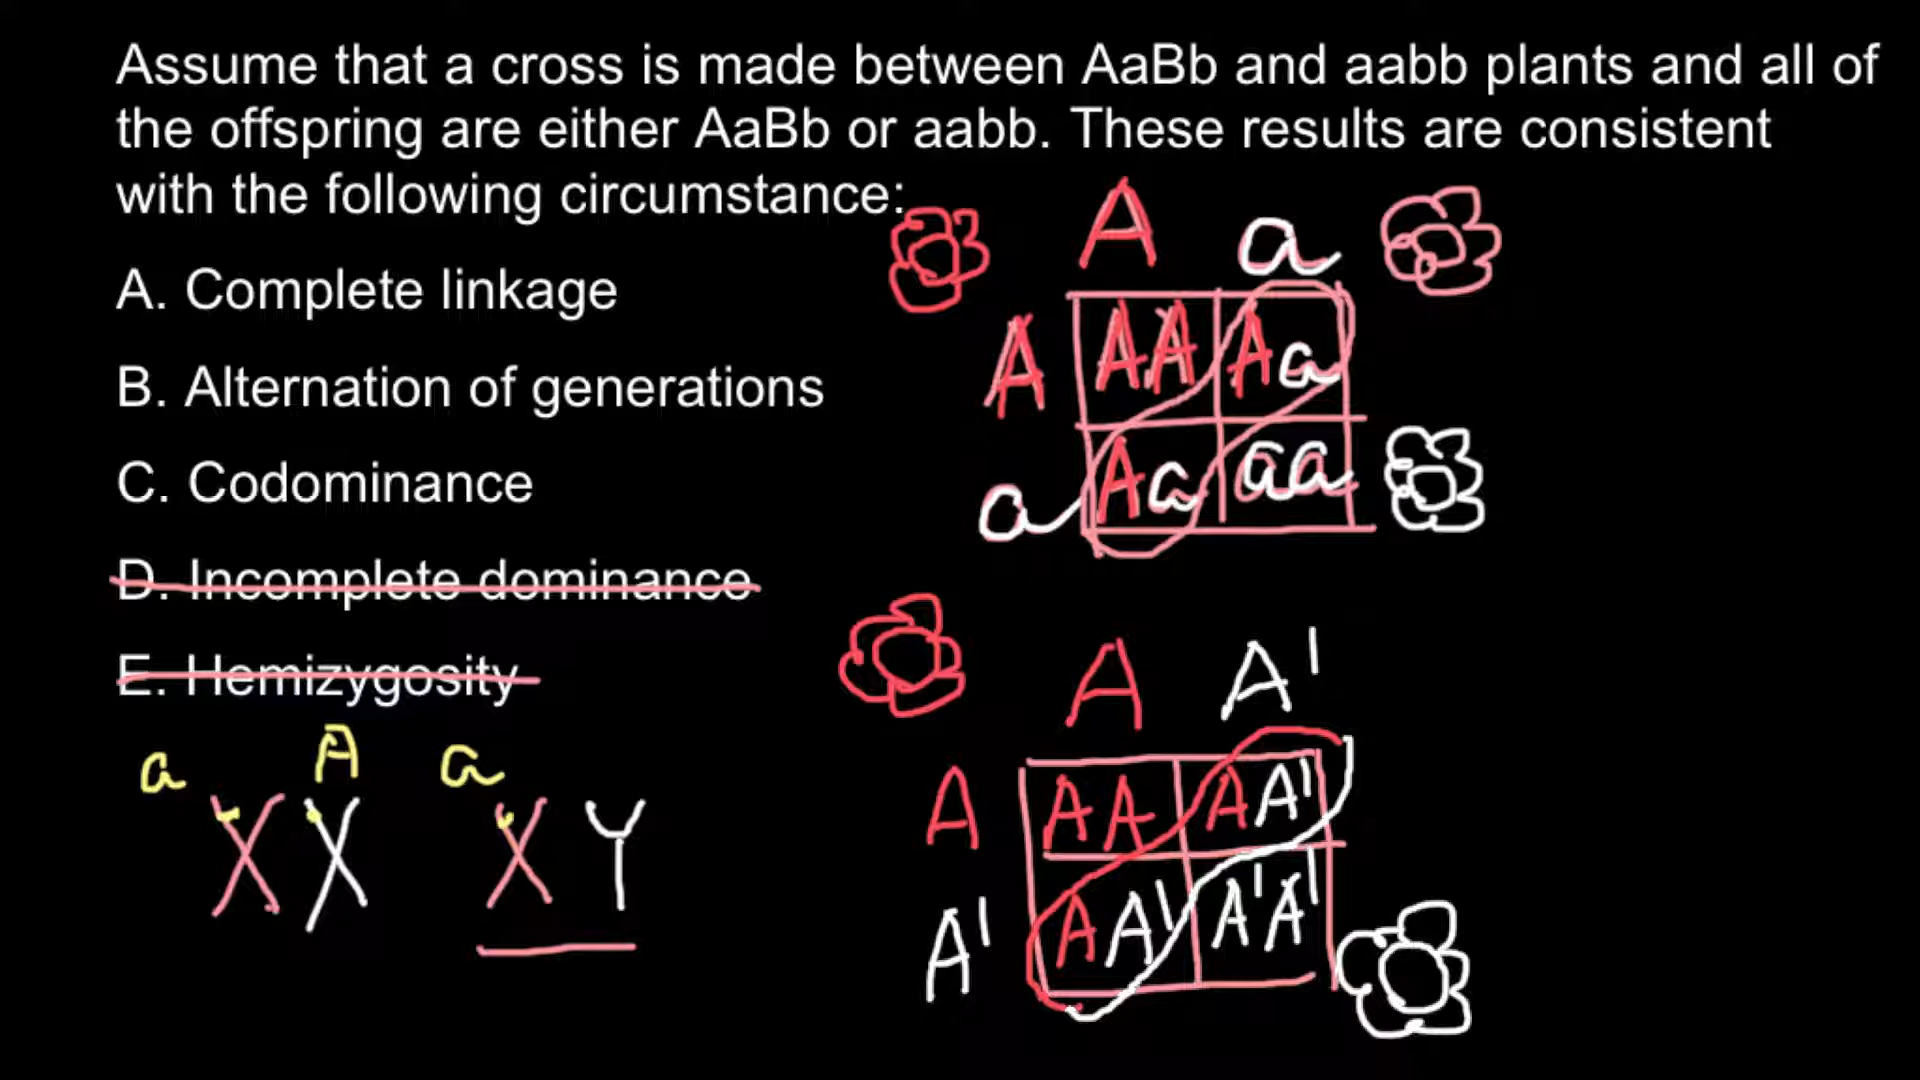 Assume that a cross is made between AaBb and aabb plants and all of
the offspring are either AaBb or aabb. These results are consistent
with the following circumstance:
A. Complete linkage
B. Alternation of generations
C. Codominance
D. Incomplete dominance
E. Hemizygosity
A a
A AA Aa
a Aa aa
A A'
A AA AA'
A' AA' A'A'
a A a
X X X Y